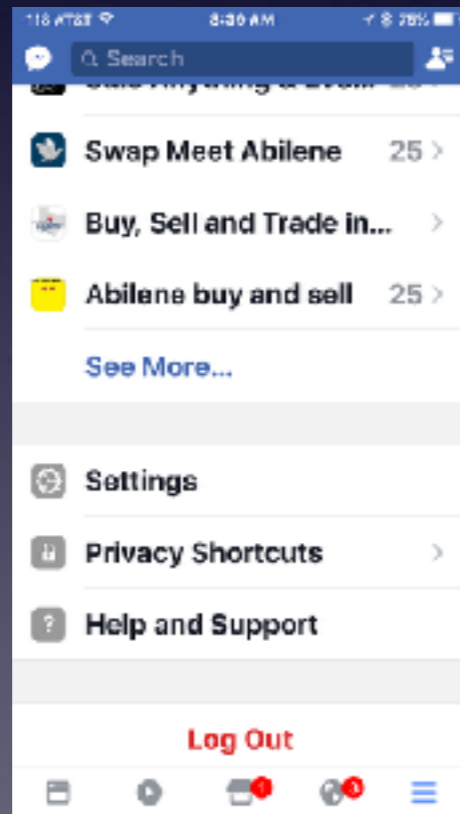 AT&T
8:39 AM
Search
Swap Meet Abilene 25
Buy, Sell and Trade in...
Abilene buy and sell 25
See More...
Settings
Privacy Shortcuts
? Help and Support
Log Out